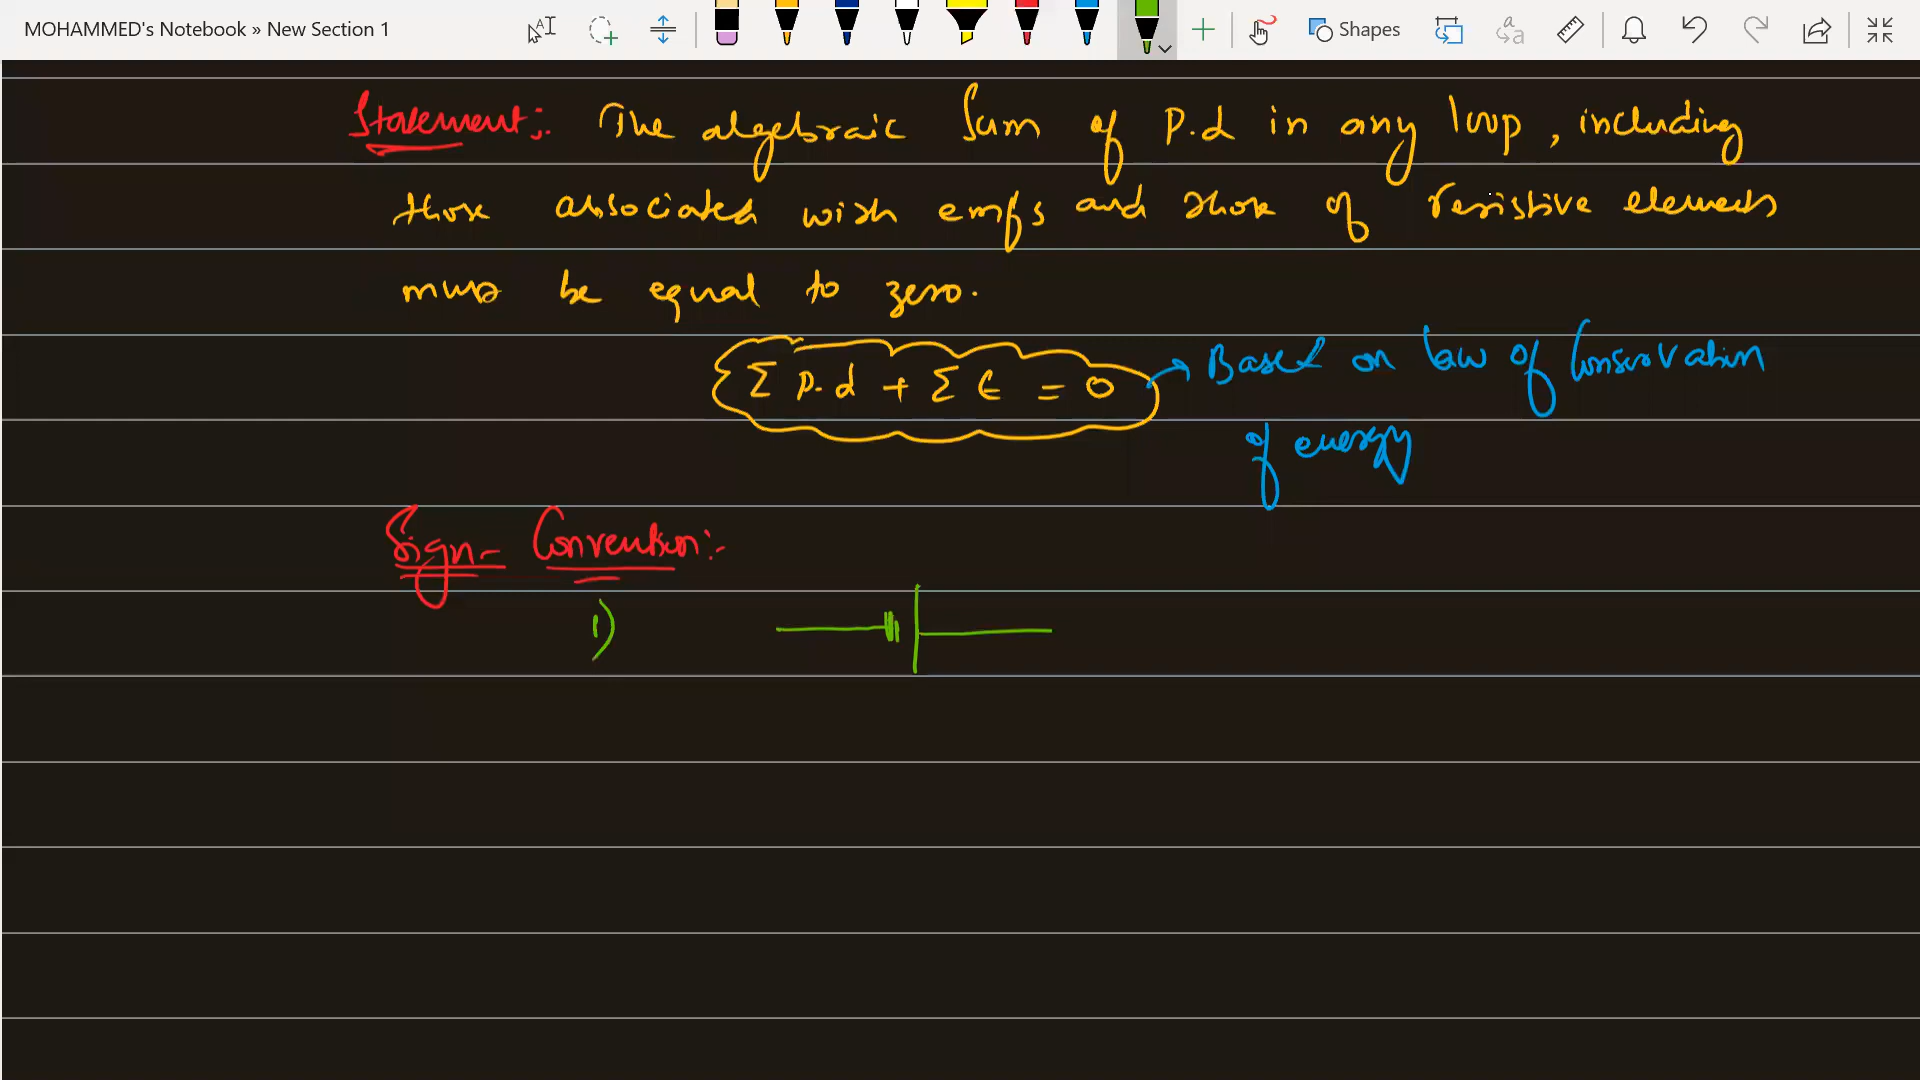 MOHAMMED's Notebook » New Section 1
Shapes
Statement:- The algebraic Sum of P.d in any loop, including
those associated with emfs and those of resistive elements
must be equal to zero.
Σ P.d + Σ ε = 0 → Based on law of Conservation
of energy
Sign-Convention:-
1)